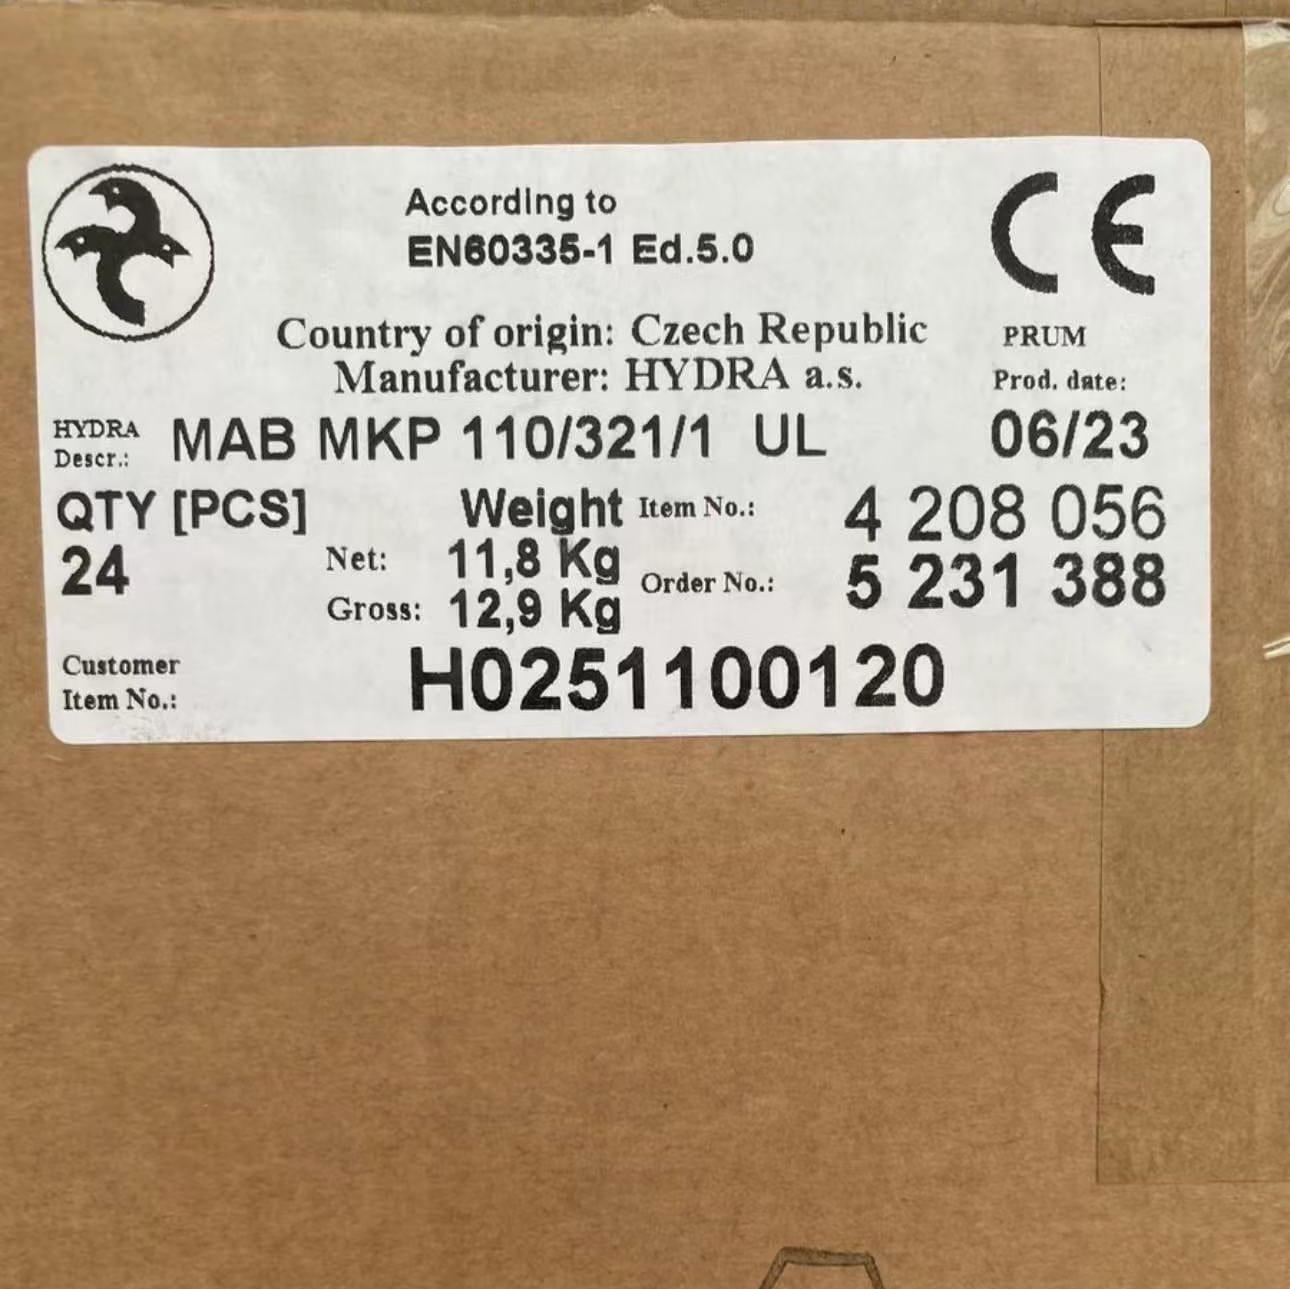 According to
EN60335-1 Ed.5.0
Country of origin: Czech Republic
Manufacturer: HYDRA a.s.
PRUM
Prod. date:
HYDRA
Descr.:
MAB MKP 110/321/1 UL
06/23
QTY [PCS]
24
Weight
Net: 11,8 Kg
Gross: 12,9 Kg
Item No.: 4 208 056
Order No.: 5 231 388
Customer
Item No.:
H0251100120
CE